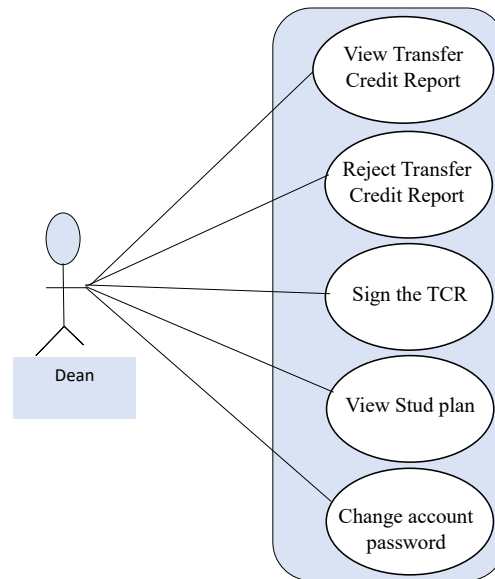 View Transfer
Credit Report
Reject Transfer
Credit Report
Sign the TCR
Dean
View Stud plan
Change account
password